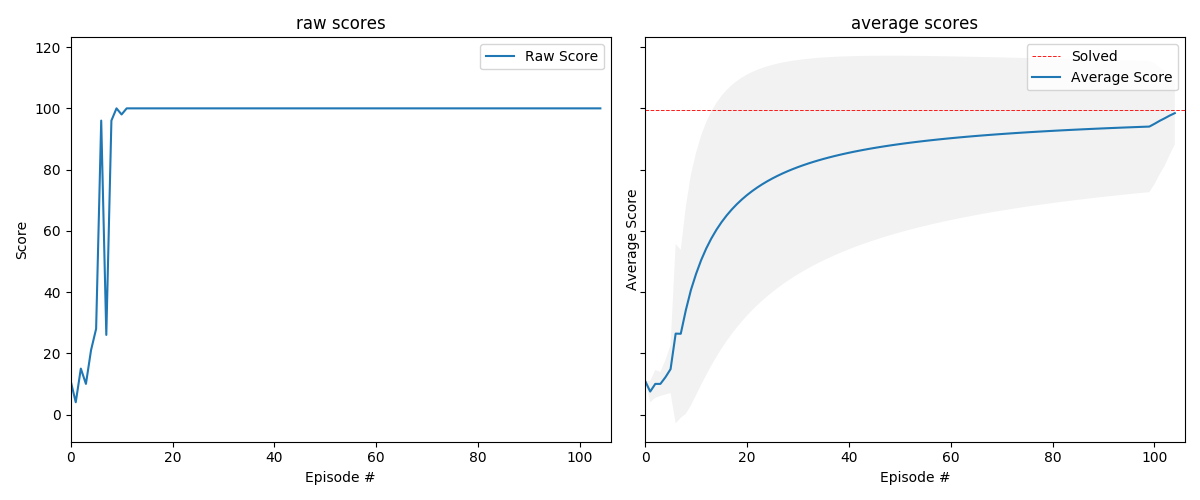 raw scores
120
100
80
60
40
20
0
Score
Raw Score
0 20 40 60 80 100
Episode #
average scores
Average Score
Solved
Average Score
0 20 40 60 80 100
Episode #